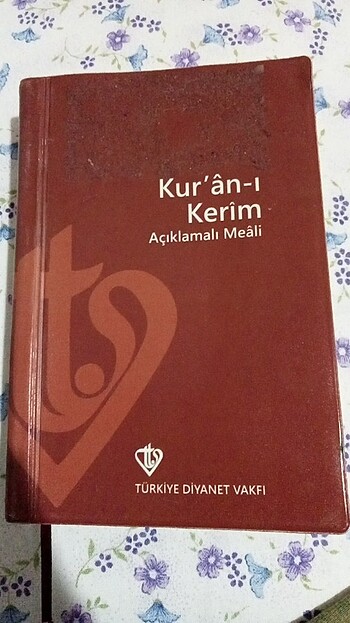 Kur'ân-ı
Kerîm
Açıklamalı Meâli
TÜRKİYE DİYANET VAKFI